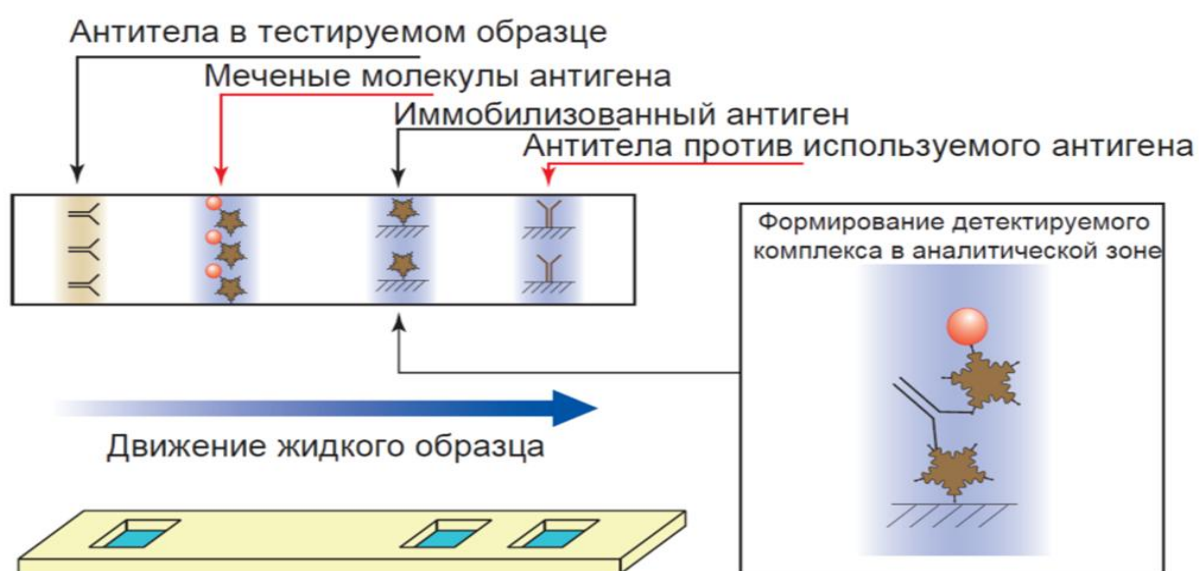 Антитела в тестируемом образце
Меченые молекулы антигена
Иммобилизованный антиген
Антитела против используемого антигена
Формирование детектируемого
комплекса в аналитической зоне
Движение жидкого образца